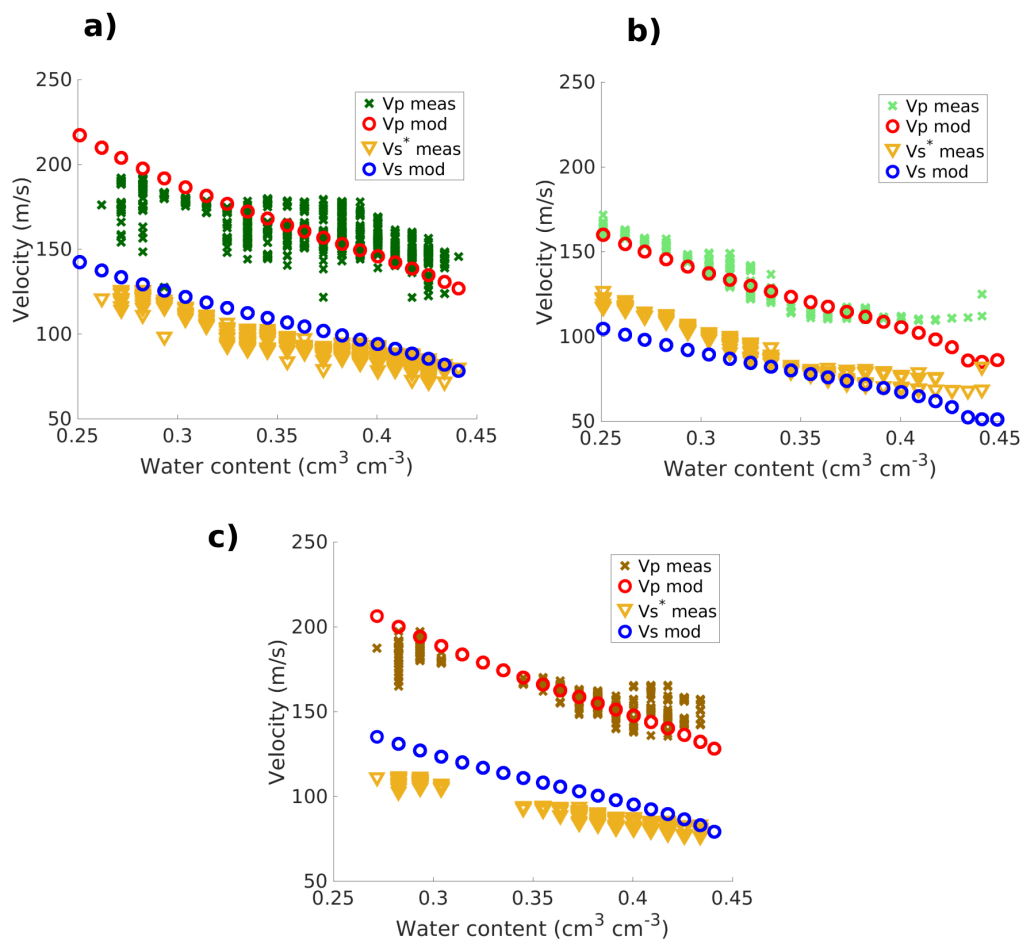 a)
250
200
150
100
50
Velocity (m/s)
0.25
0.3
0.35
0.4
0.45
Water content (cm³ cm⁻³)
Vp meas
Vp mod
Vs* meas
Vs mod
b)
250
200
150
100
50
Velocity (m/s)
0.25
0.3
0.35
0.4
0.45
Water content (cm³ cm⁻³)
Vp meas
Vp mod
Vs* meas
Vs mod
c)
250
200
150
100
50
Velocity (m/s)
0.25
0.3
0.35
0.4
0.45
Water content (cm³ cm⁻³)
Vp meas
Vp mod
Vs* meas
Vs mod